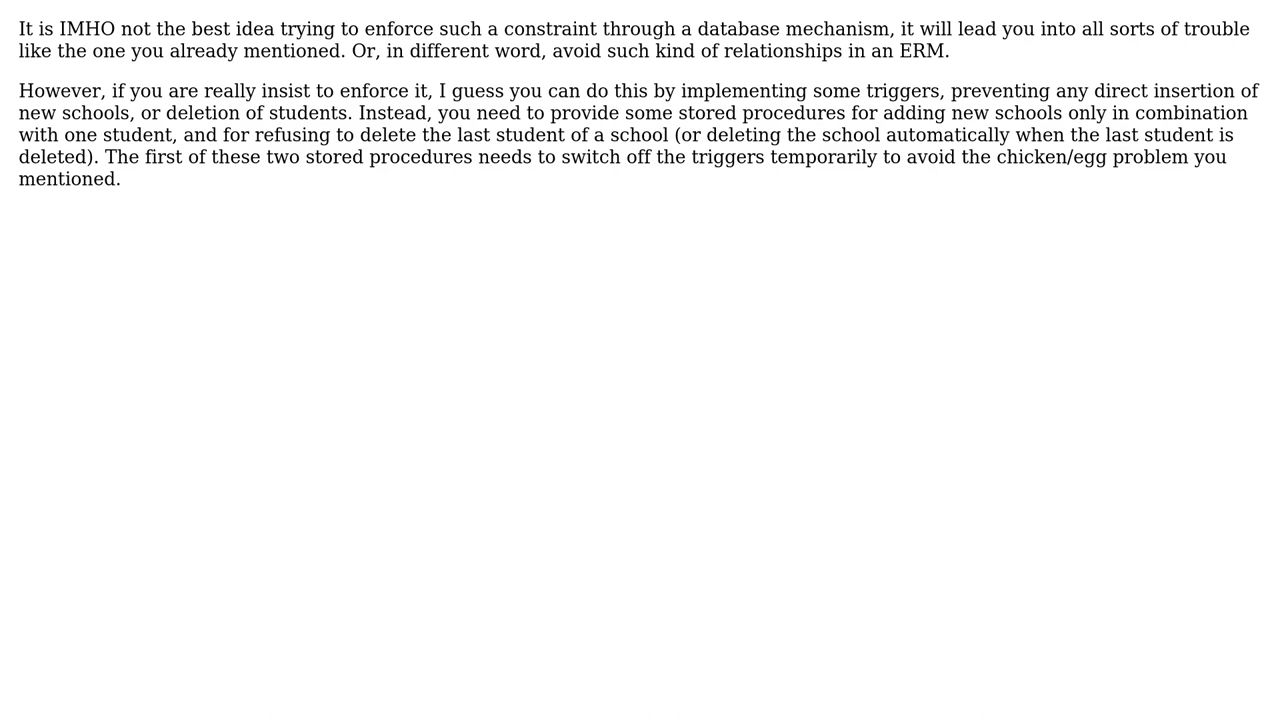 It is IMHO not the best idea trying to enforce such a constraint through a database mechanism, it will lead you into all sorts of trouble
like the one you already mentioned. Or, in different word, avoid such kind of relationships in an ERM.
However, if you are really insist to enforce it, I guess you can do this by implementing some triggers, preventing any direct insertion of
new schools, or deletion of students. Instead, you need to provide some stored procedures for adding new schools only in combination
with one student, and for refusing to delete the last student of a school (or deleting the school automatically when the last student is
deleted). The first of these two stored procedures needs to switch off the triggers temporarily to avoid the chicken/egg problem you
mentioned.